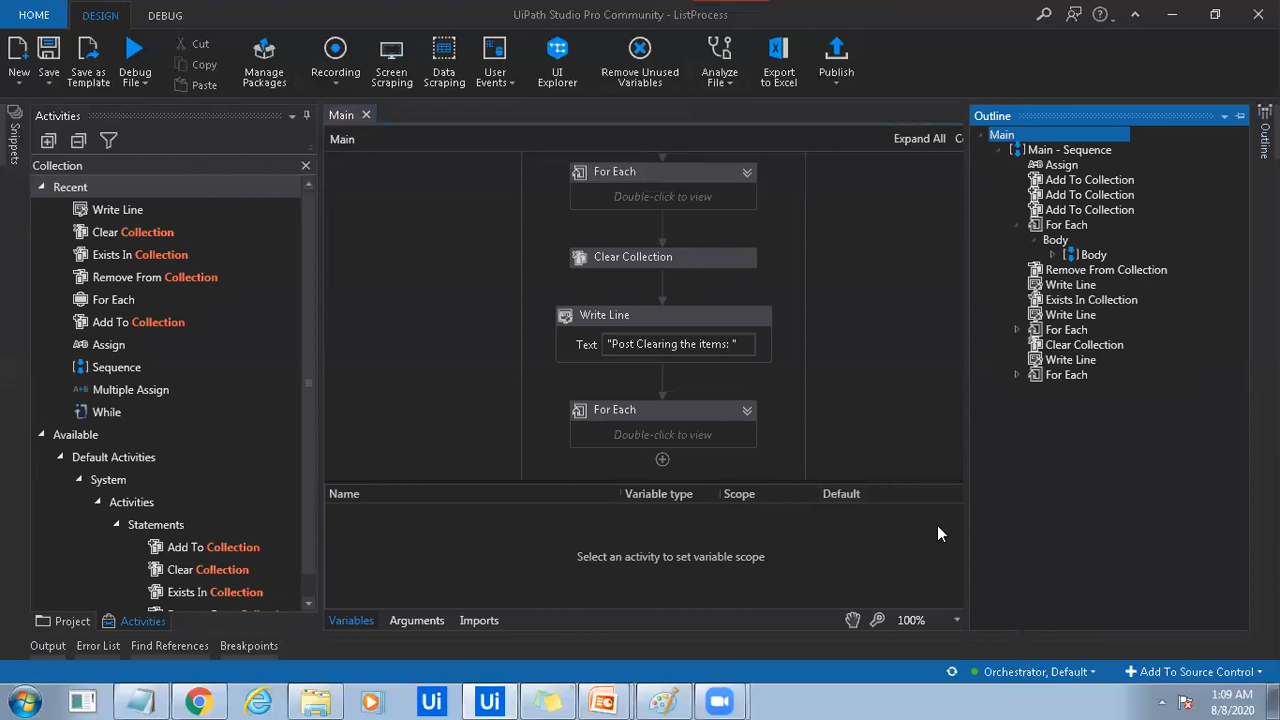 HOME
DESIGN
DEBUG
UiPath Studio Pro Community - ListProcess
New
Save
Save as Template
Debug File
Cut
Copy
Paste
Manage Packages
Recording
Screen Scraping
Data Scraping
User Events
UI Explorer
Remove Unused Variables
Analyze File
Export to Excel
Publish
Snippets
Activities
Collection
Recent
Write Line
Clear Collection
Exists In Collection
Remove From Collection
For Each
Add To Collection
Assign
Sequence
Multiple Assign
While
Available
Default Activities
System
Activities
Statements
Add To Collection
Clear Collection
Exists In Collection
Project
Activities
Main
Main
Expand All
For Each
Double-click to view
Clear Collection
Write Line
Text "Post Clearing the items: "
For Each
Double-click to view
Name Variable type Scope Default
Select an activity to set variable scope
Variables
Arguments
Imports
100%
Outline
Main
Main - Sequence
Assign
Add To Collection
Add To Collection
Add To Collection
For Each
Body
Body
Remove From Collection
Write Line
Exists In Collection
Write Line
For Each
Clear Collection
Write Line
For Each
Outline
Output
Error List
Find References
Breakpoints
Orchestrator, Default
Add To Source Control
Ui
Ui
1:09 AM
8/8/2020